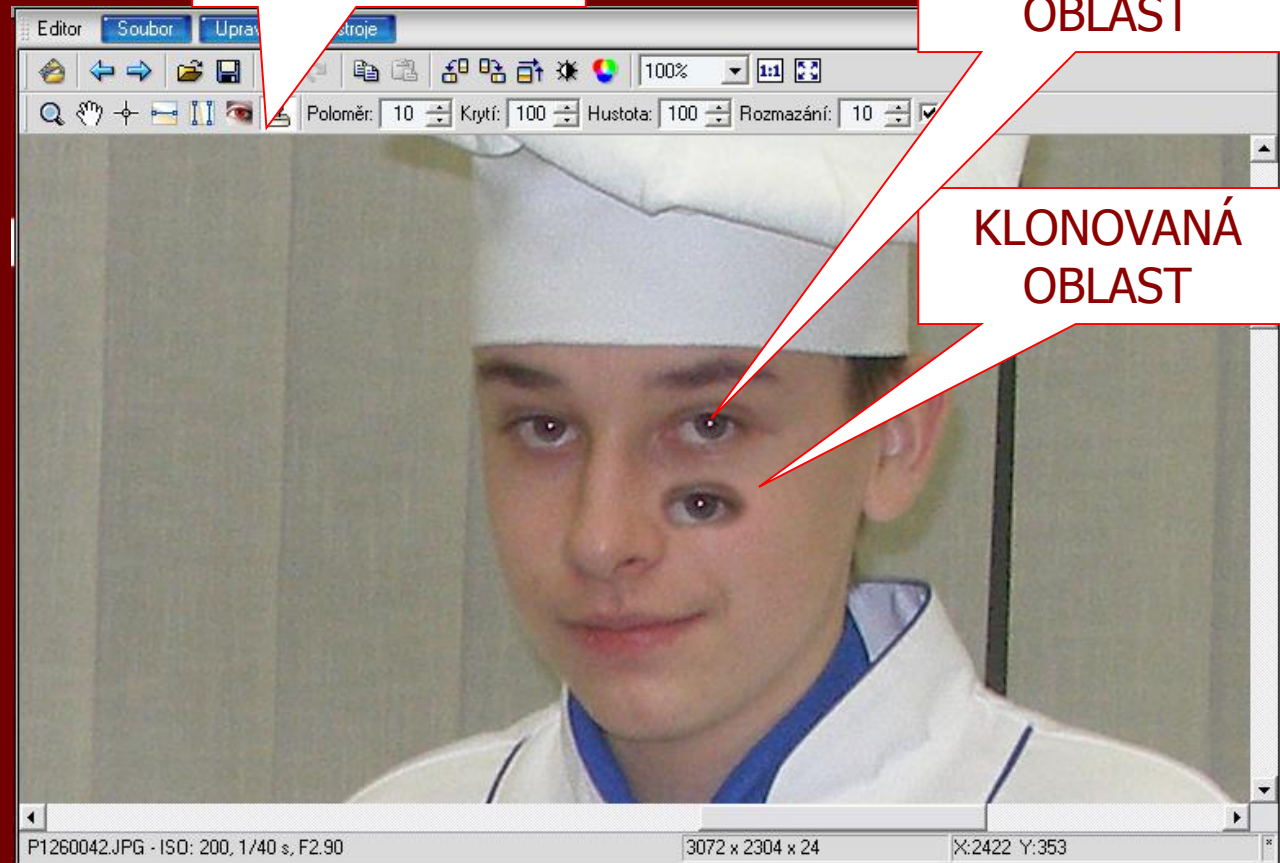 OBLAST
Editor Soubor
100% 1:1
Poloměr: 10 Krytí: 100 Hustota: 100 Rozmazání: 10
KLONOVANÁ
OBLAST
P1260042.JPG - ISO: 200, 1/40 s, F2.90 3072 x 2304 x 24 X:2422 Y:353